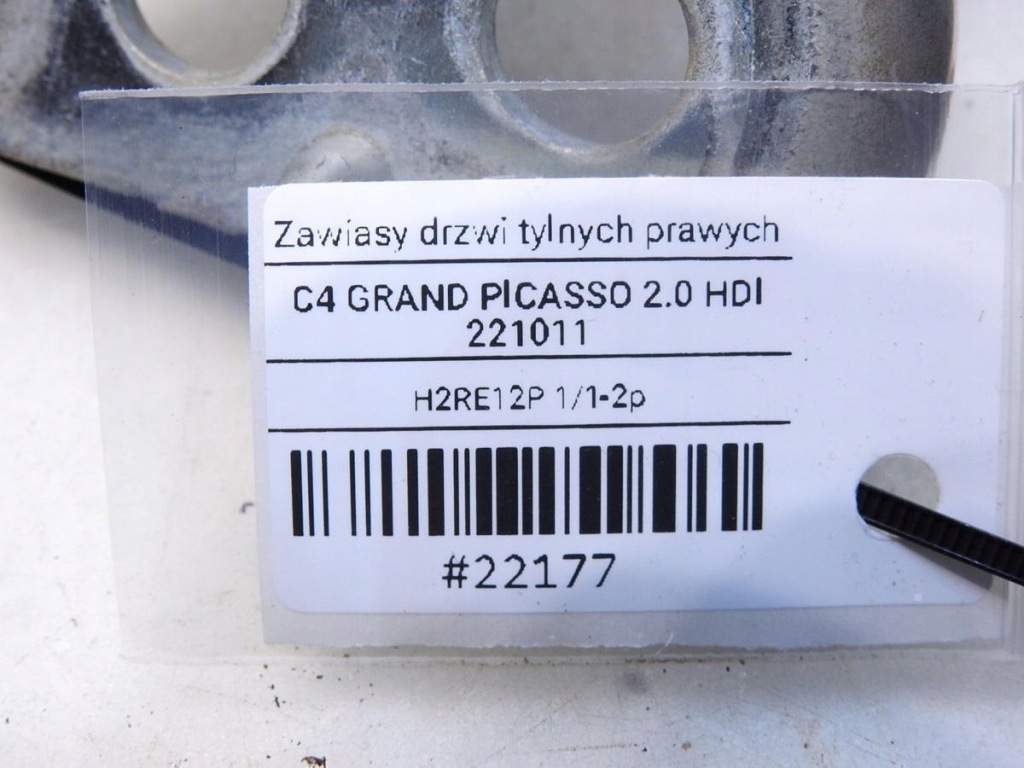 Zawiasy drzwi tylnych prawych
C4 GRAND PICASSO 2.0 HDI
221011
H2RE12P 1/1-2p
#22177